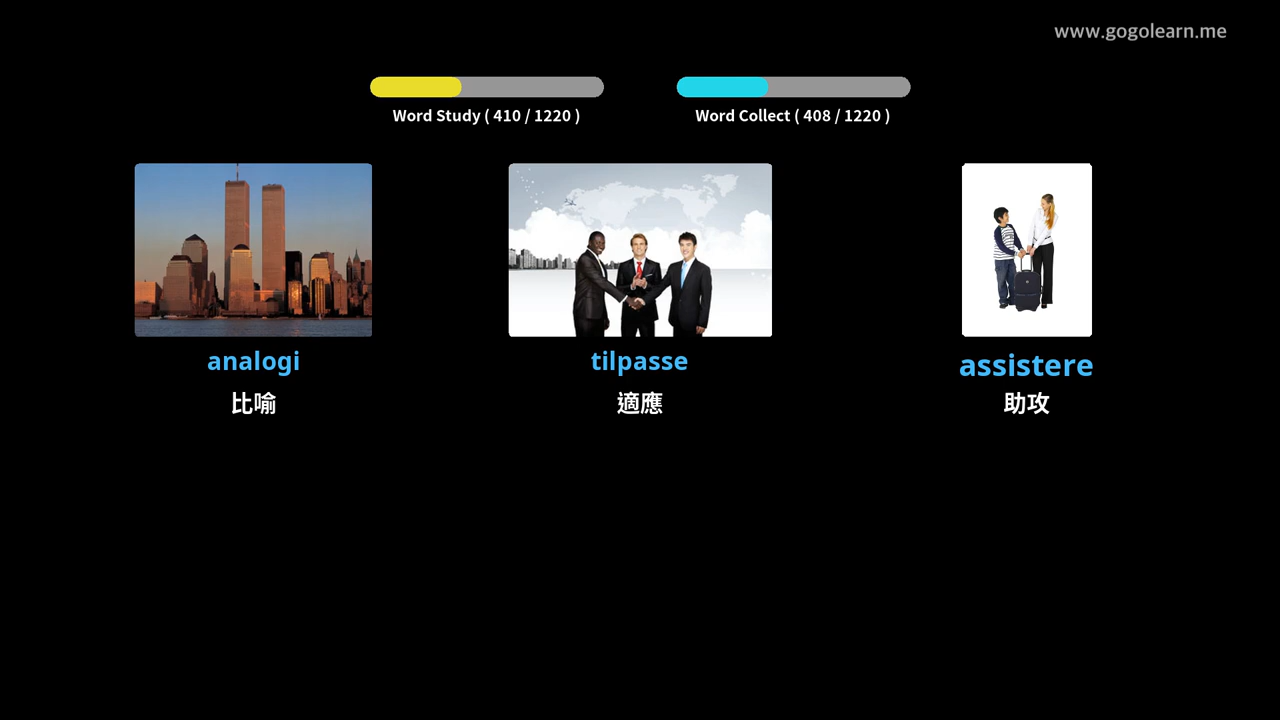 www.gogolearn.me
Word Study ( 410 / 1220 )
Word Collect ( 408 / 1220 )
analogi
tilpasse
assistere
比喻
適應
助攻